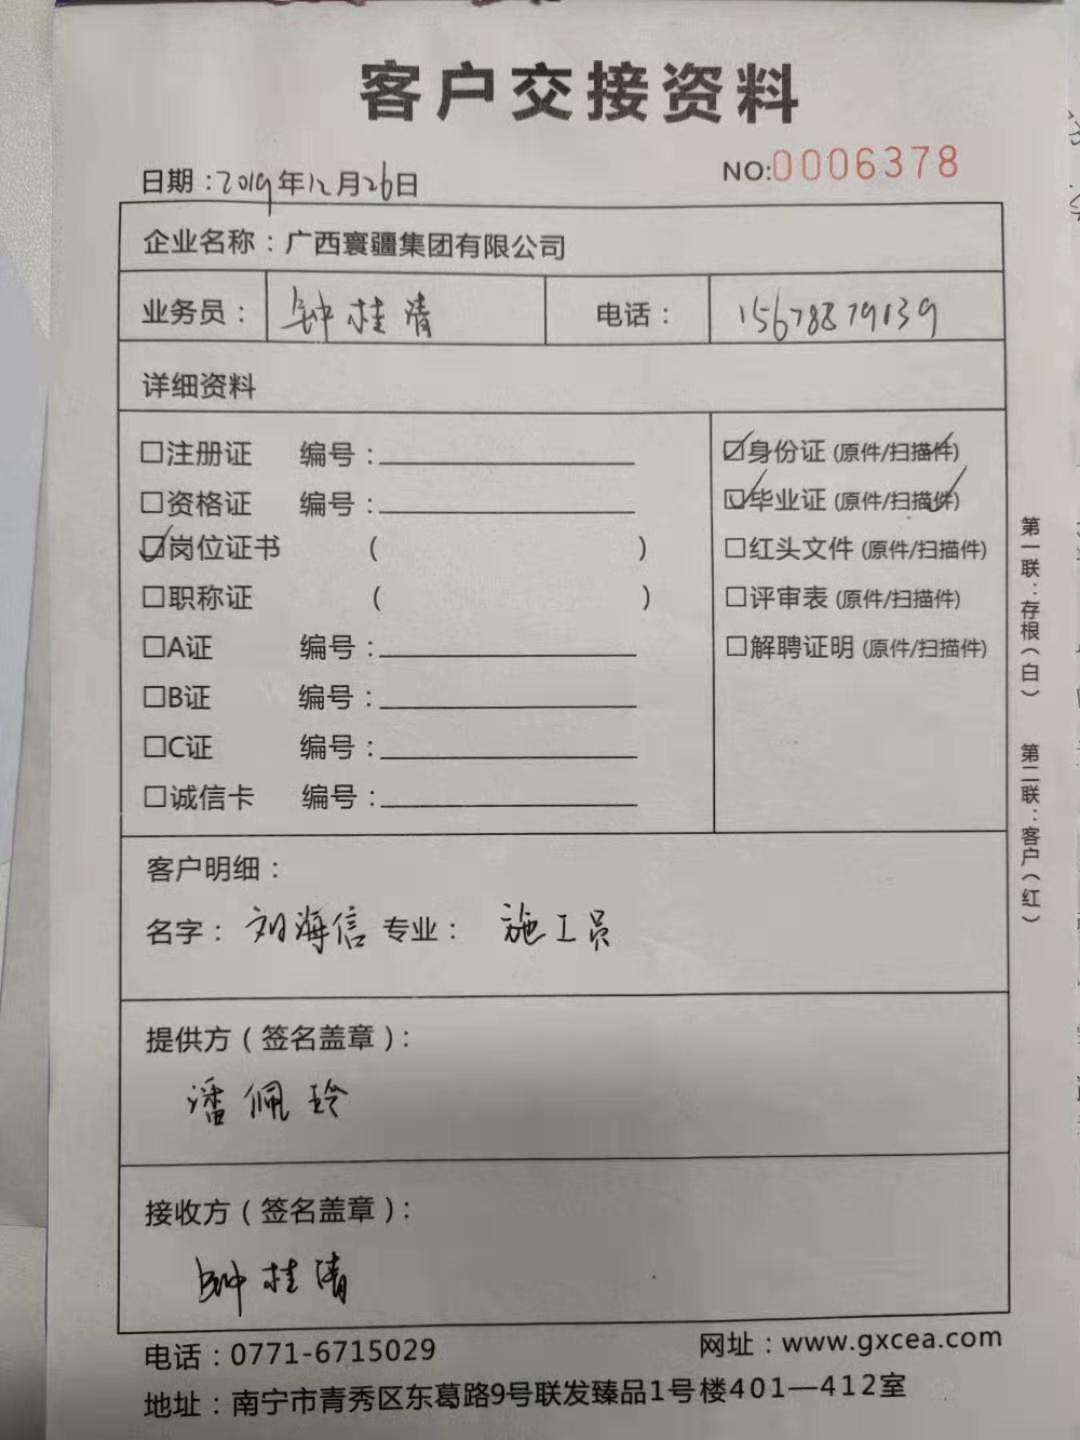 客户交接资料
日期：2019年12月26日
NO:0006378
企业名称：广西寰疆集团有限公司
业务员： 钟桂清 电话： 15678879139
详细资料
☐注册证 编号：
☐资格证 编号：
☑岗位证书 ( )
☐职称证 ( )
☐A证 编号：
☐B证 编号：
☐C证 编号：
☐诚信卡 编号：
☑身份证 (原件/扫描件)
☑毕业证 (原件/扫描件)
☐红头文件 (原件/扫描件)
☐评审表 (原件/扫描件)
☐解聘证明 (原件/扫描件)
客户明细：
名字： 刘海信 专业： 施工员
提供方（签名盖章）：
潘佩玲
接收方（签名盖章）：
钟桂清
电话：0771-6715029
网址：www.gxcea.com
地址：南宁市青秀区东葛路9号联发臻品1号楼401—412室
第一联：存根（白） 第二联：客户（红）